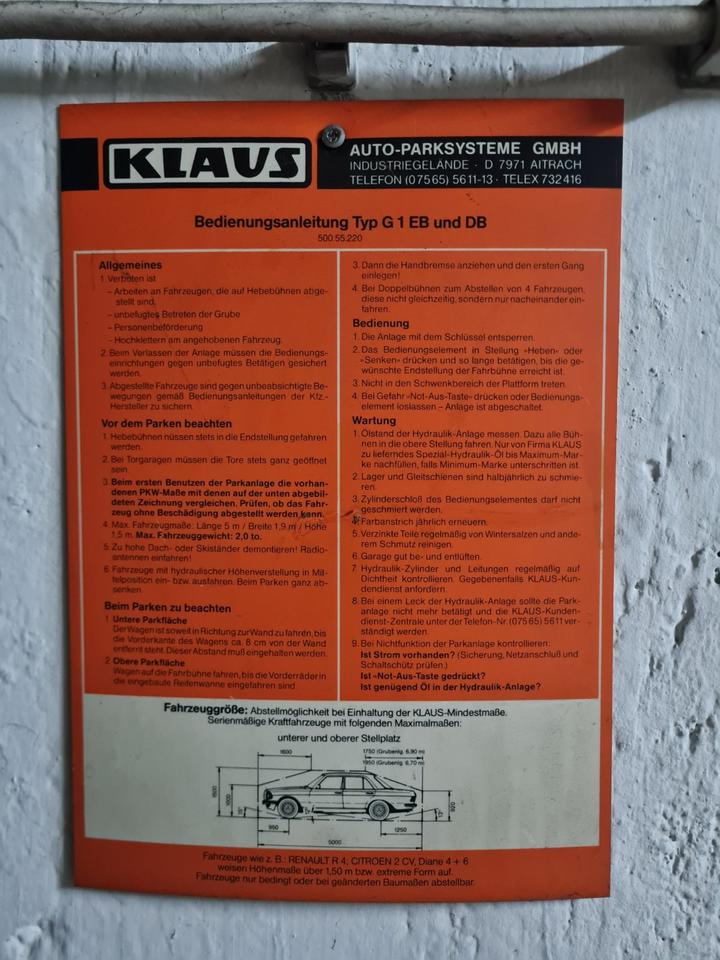 KLAUS
AUTO-PARKSYSTEME GMBH
INDUSTRIEGELÄNDE · D 7971 AITRACH
TELEFON (07565) 5611-13 · TELEX 732416
Bedienungsanleitung Typ G 1 EB und DB
500.55.220
Allgemeines
1. Verboten ist
– Arbeiten an Fahrzeugen, die auf Hebebühnen abge-
stellt sind,
– unbefugtes Betreten der Grube
– Personenbeförderung
– Hochklettern am angehobenen Fahrzeug.
2. Beim Verlassen der Anlage müssen die Bedienungs-
einrichtungen gegen unbefugtes Betätigen gesichert
werden.
3. Abgestellte Fahrzeuge sind gegen unbeabsichtigte Be-
wegungen gemäß Bedienungsanleitungen der Kfz.-
Hersteller zu sichern.
Vor dem Parken beachten
1. Hebebühnen müssen stets in die Endstellung gefahren
werden.
2. Bei Torgaragen müssen die Tore stets ganz geöffnet
sein.
3. Beim ersten Benutzen der Parkanlage die vorhan-
denen PKW-Maße mit denen auf der unten abgebil-
deten Zeichnung vergleichen. Prüfen, ob das Fahr-
zeug ohne Beschädigung abgestellt werden kann.
4. Max. Fahrzeugmaße: Länge 5 m / Breite 1,9 m / Höhe
1,5 m. Max. Fahrzeuggewicht: 2,0 to.
5. Zu hohe Dach- oder Skiständer demontieren! Radio-
antennen einfahren!
6. Fahrzeuge mit hydraulischer Höhenverstellung in Mit-
telposition ein- bzw. ausfahren. Beim Parken ganz ab-
senken.
Beim Parken zu beachten
1 Untere Parkfläche
Der Wagen ist soweit in Richtung zur Wand zu fahren, bis
die Vorderkante des Wagens ca. 8 cm von der Wand
entfernt steht. Dieser Abstand muß eingehalten werden.
2 Obere Parkfläche
Wagen auf die Fahrbühne fahren, bis die Vorderräder in
die eingebaute Reifenwanne eingefahren sind.
3. Dann die Handbremse anziehen und den ersten Gang
einlegen!
4. Bei Doppelbühnen zum Abstellen von 4 Fahrzeugen,
diese nicht gleichzeitig, sondern nur nacheinander ein-
fahren.
Bedienung
1. Die Anlage mit dem Schlüssel entsperren.
2. Das Bedienungselement in Stellung »Heben« oder
»Senken« drücken und so lange betätigen, bis die ge-
wünschte Endstellung der Fahrbühne erreicht ist.
3. Nicht in den Schwenkbereich der Plattform treten.
4. Bei Gefahr »Not-Aus-Taste« drücken oder Bedienungs-
element loslassen – Anlage ist abgeschaltet.
Wartung
1. Ölstand der Hydraulik-Anlage messen. Dazu alle Büh-
nen in die obere Stellung fahren. Nur von Firma KLAUS
zu lieferndes Spezial-Hydraulik-Öl bis Maximum-Mar-
ke nachfüllen, falls Minimum-Marke unterschritten ist.
2. Lager und Gleitschienen sind halbjährlich zu schmie-
ren.
3. Zylinderschloß des Bedienungselementes darf nicht
geschmiert werden.
4. Farbanstrich jährlich erneuern.
5. Verzinkte Teile regelmäßig von Wintersalzen und ande-
rem Schmutz reinigen.
6. Garage gut be- und entlüften.
7. Hydraulik-Zylinder und Leitungen regelmäßig auf
Dichtheit kontrollieren. Gegebenenfalls KLAUS-Kun-
dendienst anfordern.
8. Bei einem Leck der Hydraulik-Anlage sollte die Park-
anlage nicht mehr betätigt und die KLAUS-Kunden-
dienst-Zentrale unter der Telefon-Nr. (07565) 5611 ver-
ständigt werden.
9. Bei Nichtfunktion der Parkanlage kontrollieren:
Ist Strom vorhanden? (Sicherung, Netzanschluß und
Schaltschütz prüfen.)
Ist »Not-Aus-Taste gedrückt?
Ist genügend Öl in der Hydraulik-Anlage?
Fahrzeuggröße: Abstellmöglichkeit bei Einhaltung der KLAUS-Mindestmaße.
Serienmäßige Kraftfahrzeuge mit folgenden Maximalmaßen:
unterer und oberer Stellplatz
1600
1750 (Grubenlg. 6,90 m)
1950 (Grubenlg. 6,70 m)
1500
1000
920
15°
13°
950
1250
5000
Fahrzeuge wie z. B.: RENAULT R 4, CITROEN 2 CV, Diane 4 + 6
weisen Höhenmaße über 1,50 m bzw. extreme Form auf.
Fahrzeuge nur bedingt oder bei geänderten Baumaßen abstellbar.